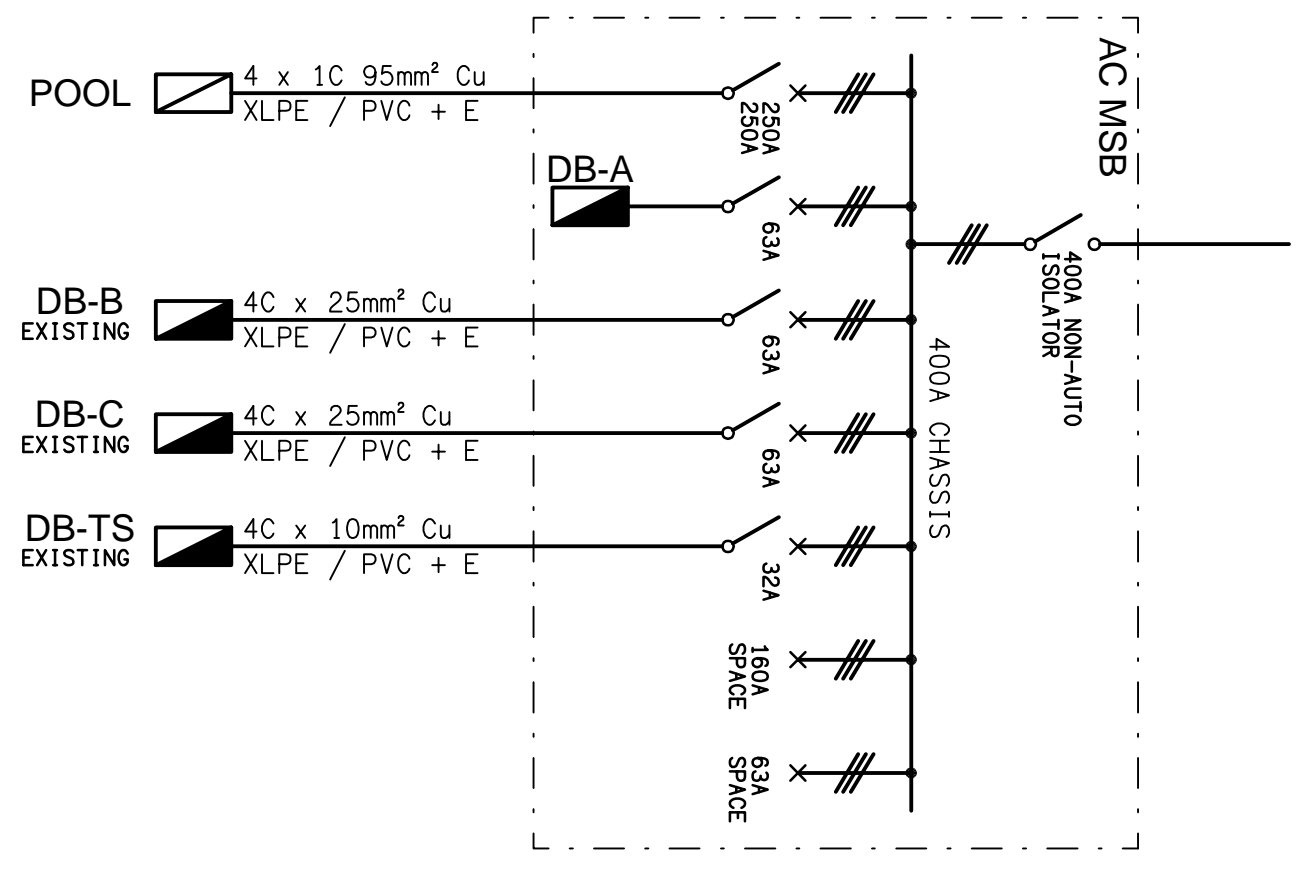 AC MSB
POOL
4 x 1C 95mm² Cu
XLPE / PVC + E
250A
250A
DB-A
63A
400A NON-AUTO
ISOLATOR
DB-B
EXISTING
4C x 25mm² Cu
XLPE / PVC + E
63A
400A CHASSIS
DB-C
EXISTING
4C x 25mm² Cu
XLPE / PVC + E
63A
DB-TS
EXISTING
4C x 10mm² Cu
XLPE / PVC + E
32A
160A
SPACE
63A
SPACE